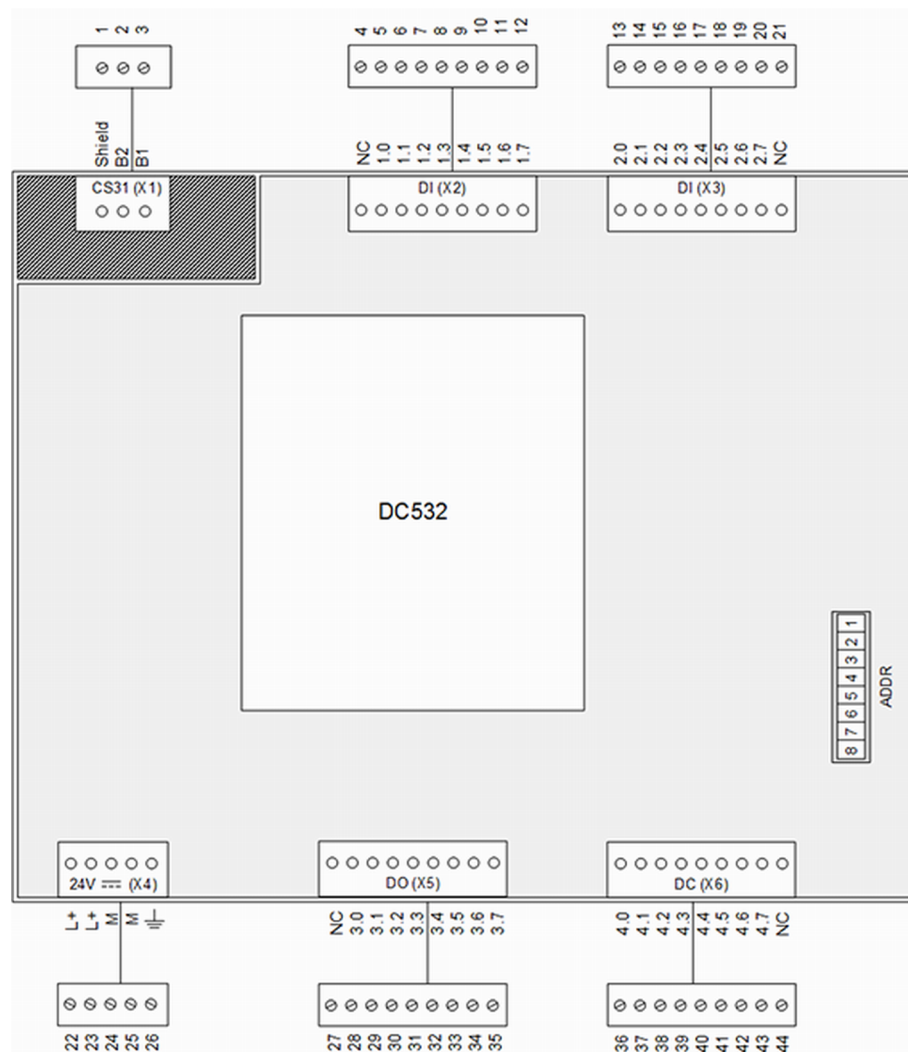 1 2 3
4 5 6 7 8 9 10 11 12
13 14 15 16 17 18 19 20 21
Shield B2 B1
NC 1.0 1.1 1.2 1.3 1.4 1.5 1.6 1.7
2.0 2.1 2.2 2.3 2.4 2.5 2.6 2.7 NC
CS31 (X1)
DI (X2)
DI (X3)
DC532
1 2 3 4 5 6 7 8
ADDR
24V (X4)
DO (X5)
DC (X6)
L+ L+ M M
NC 3.0 3.1 3.2 3.3 3.4 3.5 3.6 3.7
4.0 4.1 4.2 4.3 4.4 4.5 4.6 4.7 NC
22 23 24 25 26
27 28 29 30 31 32 33 34 35
36 37 38 39 40 41 42 43 44